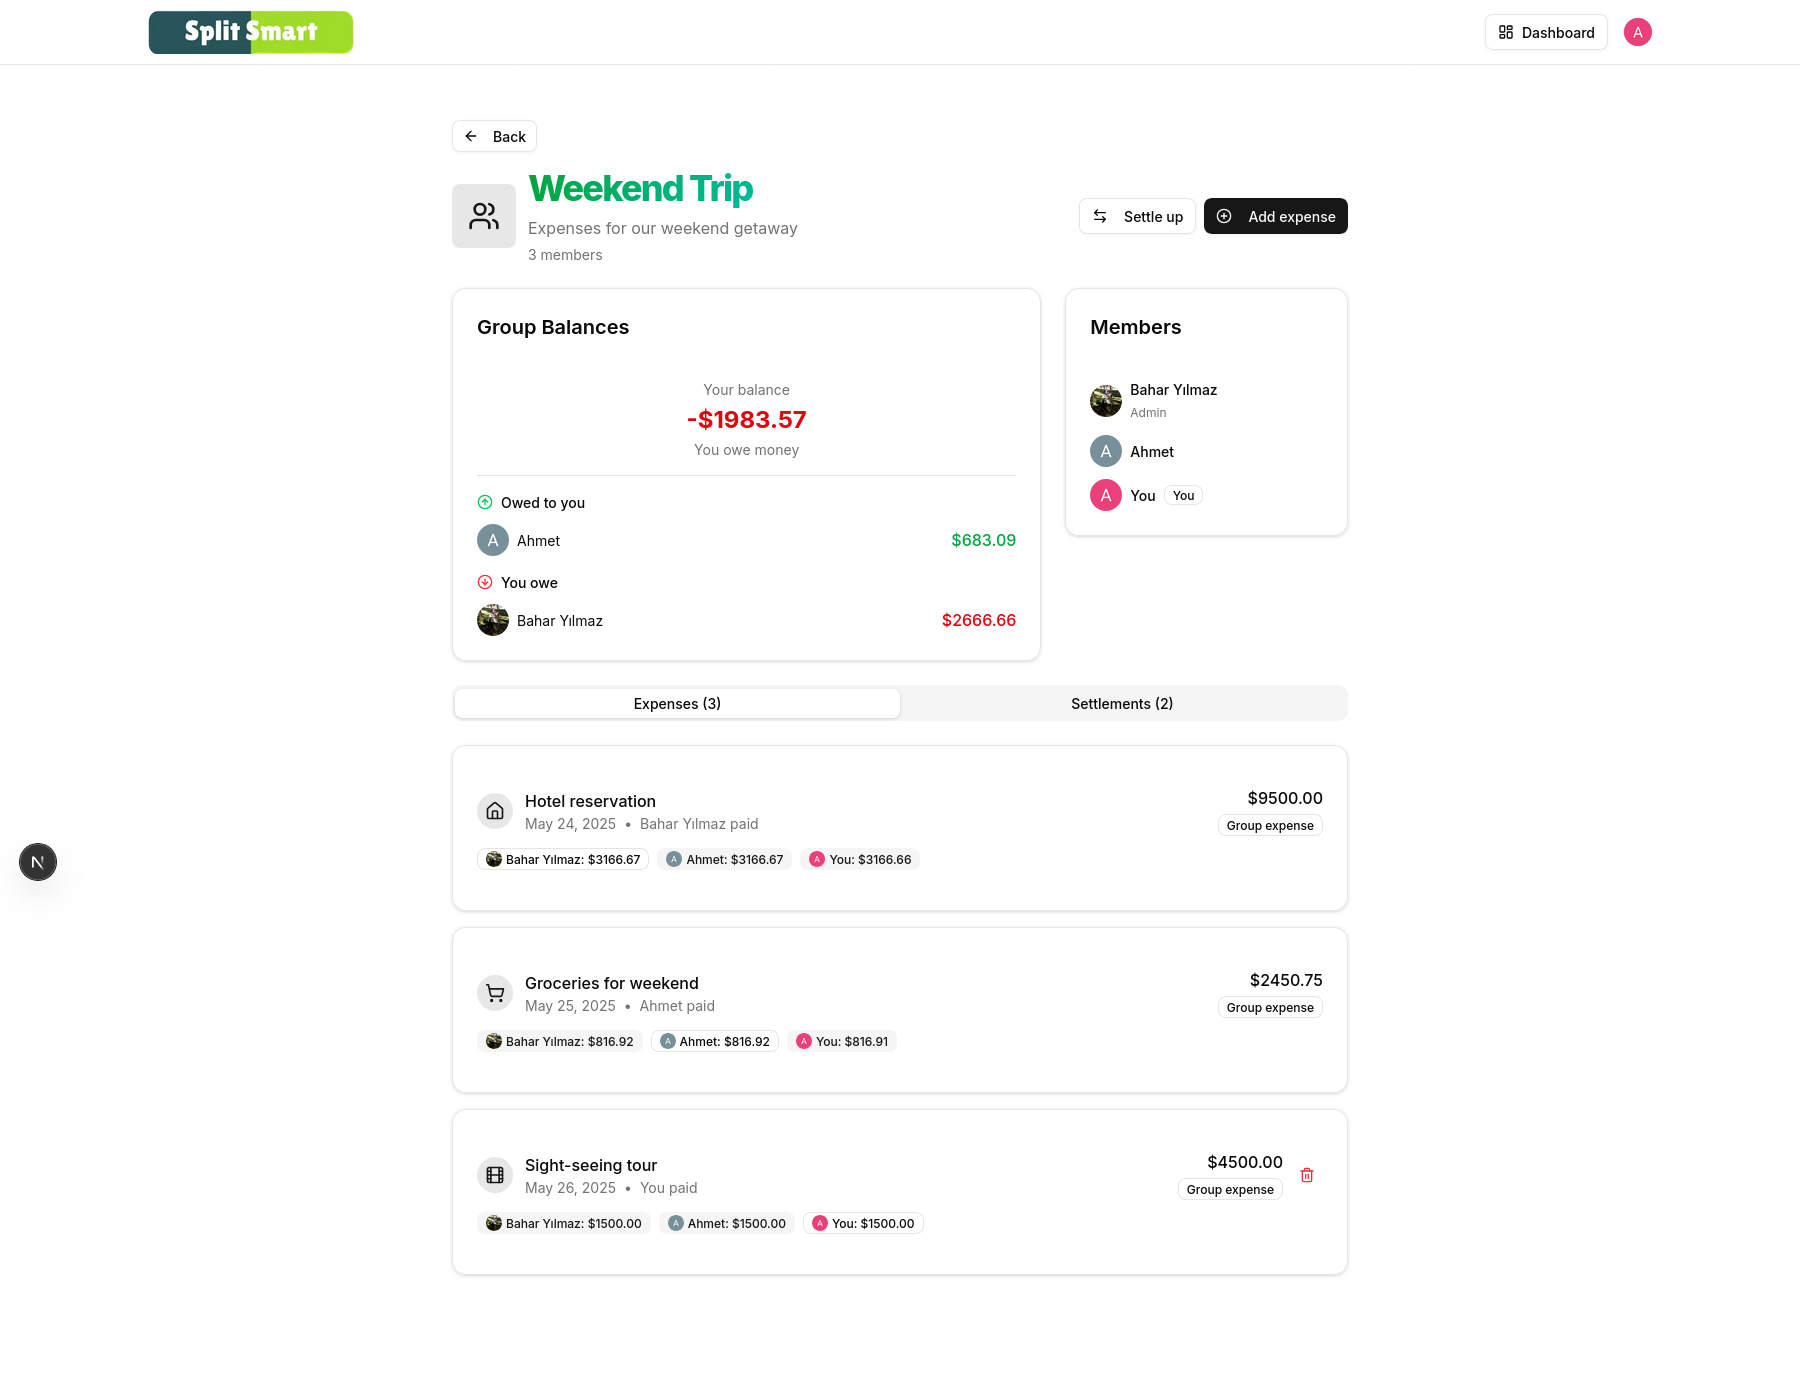 Split Smart
Dashboard
A
Back
Weekend Trip
Expenses for our weekend getaway
3 members
Settle up
Add expense
Group Balances
Your balance
-$1983.57
You owe money
Owed to you
A Ahmet $683.09
You owe
Bahar Yılmaz $2666.66
Members
Bahar Yılmaz
Admin
A Ahmet
A You You
Expenses (3)
Settlements (2)
Hotel reservation
May 24, 2025 • Bahar Yılmaz paid
$9500.00
Group expense
Bahar Yılmaz: $3166.67 A Ahmet: $3166.67 A You: $3166.66
N
Groceries for weekend
May 25, 2025 • Ahmet paid
$2450.75
Group expense
Bahar Yılmaz: $816.92 A Ahmet: $816.92 A You: $816.91
Sight-seeing tour
May 26, 2025 • You paid
$4500.00
Group expense
Bahar Yılmaz: $1500.00 A Ahmet: $1500.00 A You: $1500.00